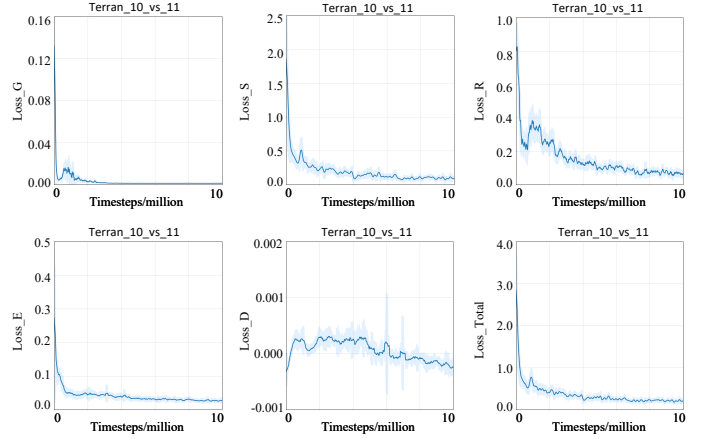 Terran_10_vs_11
0.16
0.12
0.08
0.04
0.00
Loss_G
0
Timesteps/million
10
Terran_10_vs_11
2.5
2.0
1.5
1.0
0.5
0.0
Loss_S
0
Timesteps/million
10
Terran_10_vs_11
1.0
0.8
0.6
0.4
0.2
0.0
Loss_R
0
Timesteps/million
10
Terran_10_vs_11
0.5
0.4
0.3
0.2
0.1
0.0
Loss_E
0
Timesteps/million
10
Terran_10_vs_11
0.002
0.001
0.000
-0.001
Loss_D
0
Timesteps/million
10
Terran_10_vs_11
4.0
3.0
2.0
1.0
0.0
Loss_Total
0
Timesteps/million
10